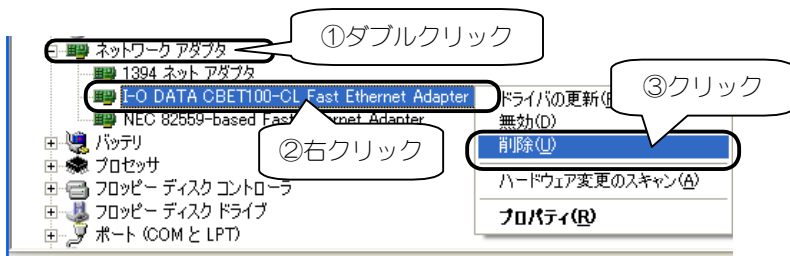 ①ダブルクリック
ネットワーク アダプタ
1394 ネット アダプタ
I-O DATA CBET100-CL Fast Ethernet Adapter
NEC 82559-based Fast Ethernet Adapter
②右クリック
バッテリ
プロセッサ
フロッピー ディスク コントローラ
フロッピー ディスク ドライブ
ポート (COM と LPT)
③クリック
ドライバの更新(
無効(D)
削除(U)
ハードウェア変更のスキャン(A)
プロパティ(R)